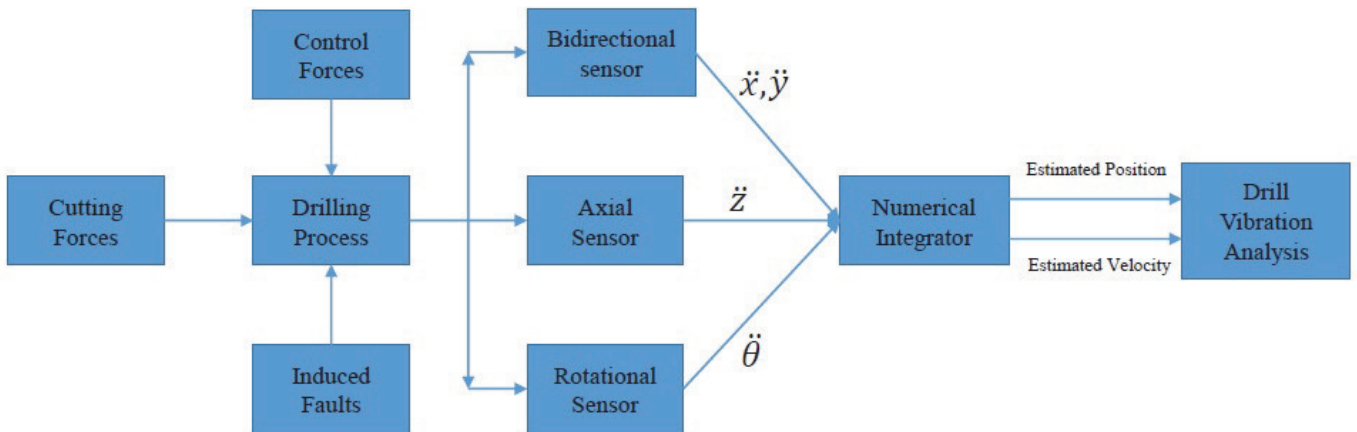 Control
Forces
Bidirectional
sensor
ẍ,ÿ
Estimated Position
Cutting
Forces
Drilling
Process
Axial
Sensor
z̈
Numerical
Integrator
Drill
Vibration
Analysis
Estimated Velocity
Induced
Faults
Rotational
Sensor
θ̈